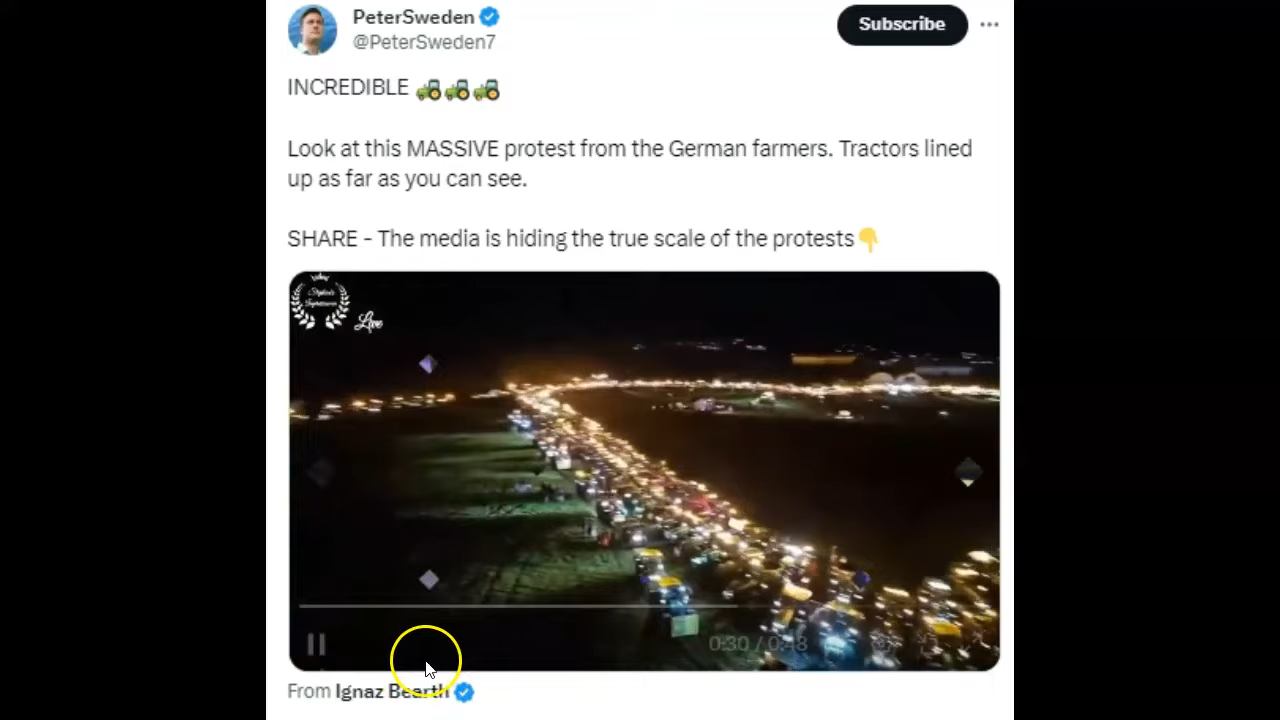 PeterSweden
@PeterSweden7
Subscribe
INCREDIBLE 🚜🚜🚜
Look at this MASSIVE protest from the German farmers. Tractors lined
up as far as you can see.
SHARE - The media is hiding the true scale of the protests👇
Live
0:30 / 0:48
From Ignaz Bearth